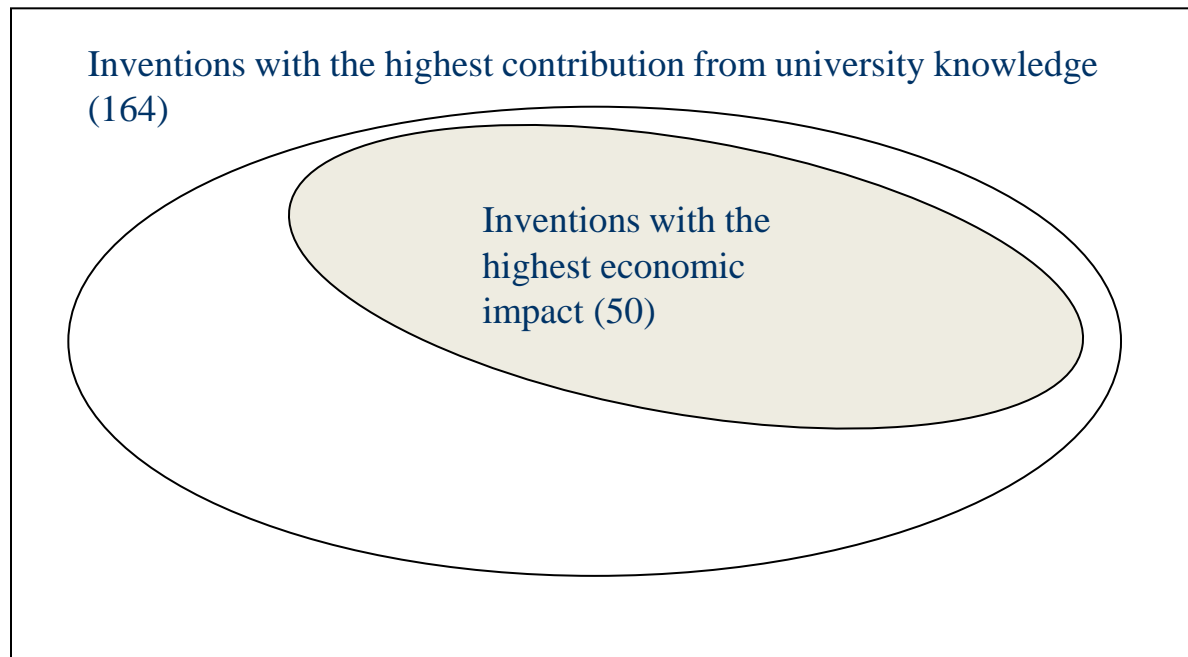 Inventions with the highest contribution from university knowledge
(164)
Inventions with the
highest economic
impact (50)